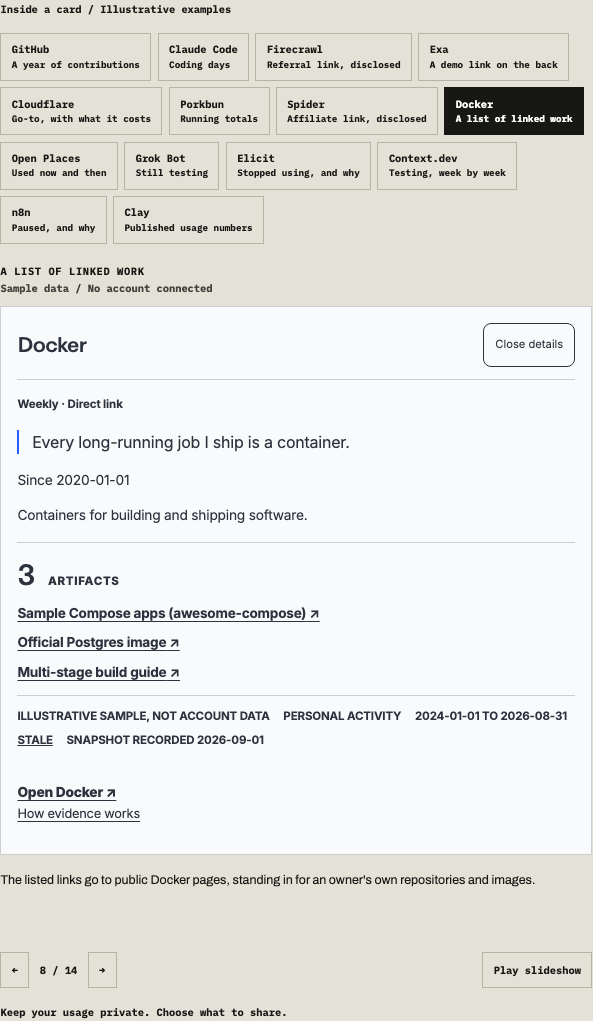 Inside a card / Illustrative examples
GitHub
A year of contributions
Claude Code
Coding days
Firecrawl
Referral link, disclosed
Exa
A demo link on the back
Cloudflare
Go-to, with what it costs
Porkbun
Running totals
Spider
Affiliate link, disclosed
Docker
A list of linked work
Open Places
Used now and then
Grok Bot
Still testing
Elicit
Stopped using, and why
Context.dev
Testing, week by week
n8n
Paused, and why
Clay
Published usage numbers
A LIST OF LINKED WORK
Sample data / No account connected
Docker
Close details
Weekly · Direct link
Every long-running job I ship is a container.
Since 2020-01-01
Containers for building and shipping software.
3 ARTIFACTS
Sample Compose apps (awesome-compose) ↗
Official Postgres image ↗
Multi-stage build guide ↗
ILLUSTRATIVE SAMPLE, NOT ACCOUNT DATA PERSONAL ACTIVITY 2024-01-01 TO 2026-08-31
STALE SNAPSHOT RECORDED 2026-09-01
Open Docker ↗
How evidence works
The listed links go to public Docker pages, standing in for an owner's own repositories and images.
← 8 / 14 → Play slideshow
Keep your usage private. Choose what to share.